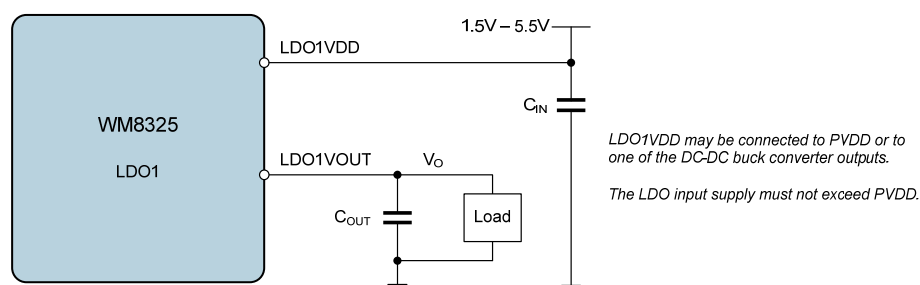 1.5V – 5.5V
LDO1VDD
CIN
WM8325
LDO1
LDO1VOUT
VO
COUT
Load
LDO1VDD may be connected to PVDD or to
one of the DC-DC buck converter outputs.
The LDO input supply must not exceed PVDD.